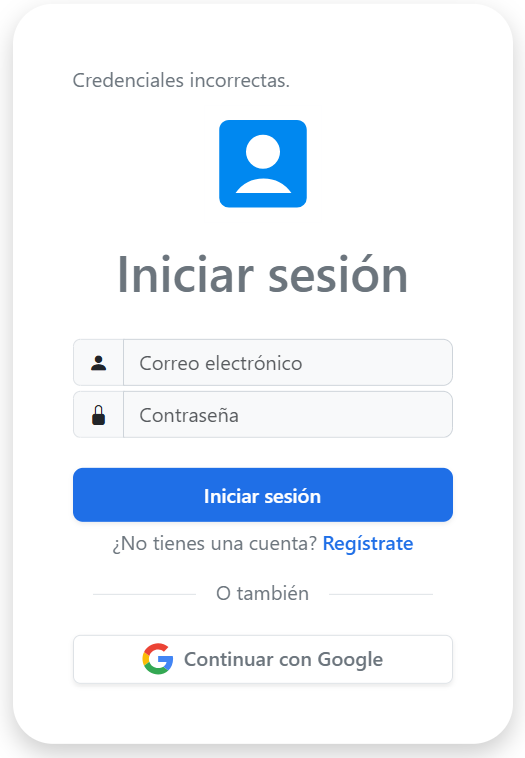 Credenciales incorrectas.
Iniciar sesión
Correo electrónico
Contraseña
Iniciar sesión
¿No tienes una cuenta? Regístrate
O también
Continuar con Google